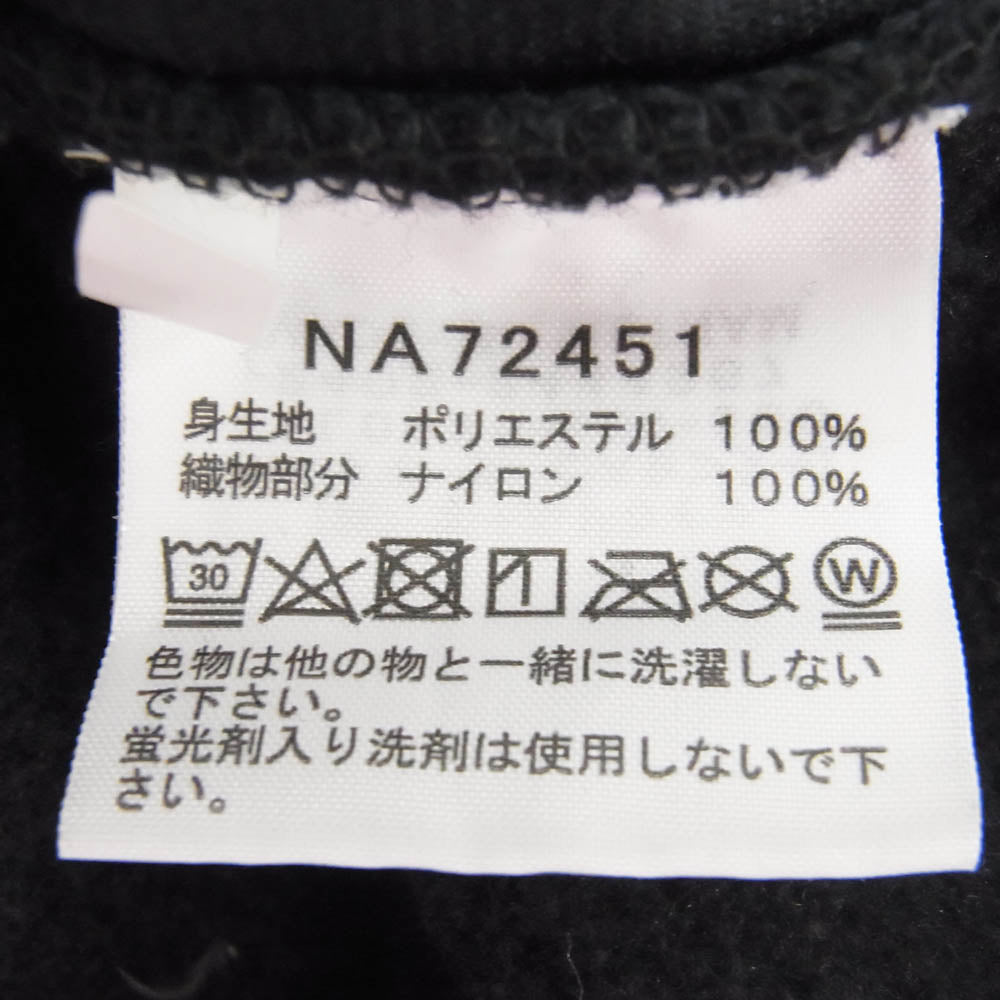 NA72451
身生地 ポリエステル 100%
織物部分 ナイロン 100%
30 W
色物は他の物と一緒に洗濯しない
で下さい。
蛍光剤入り洗剤は使用しないで下
さい。